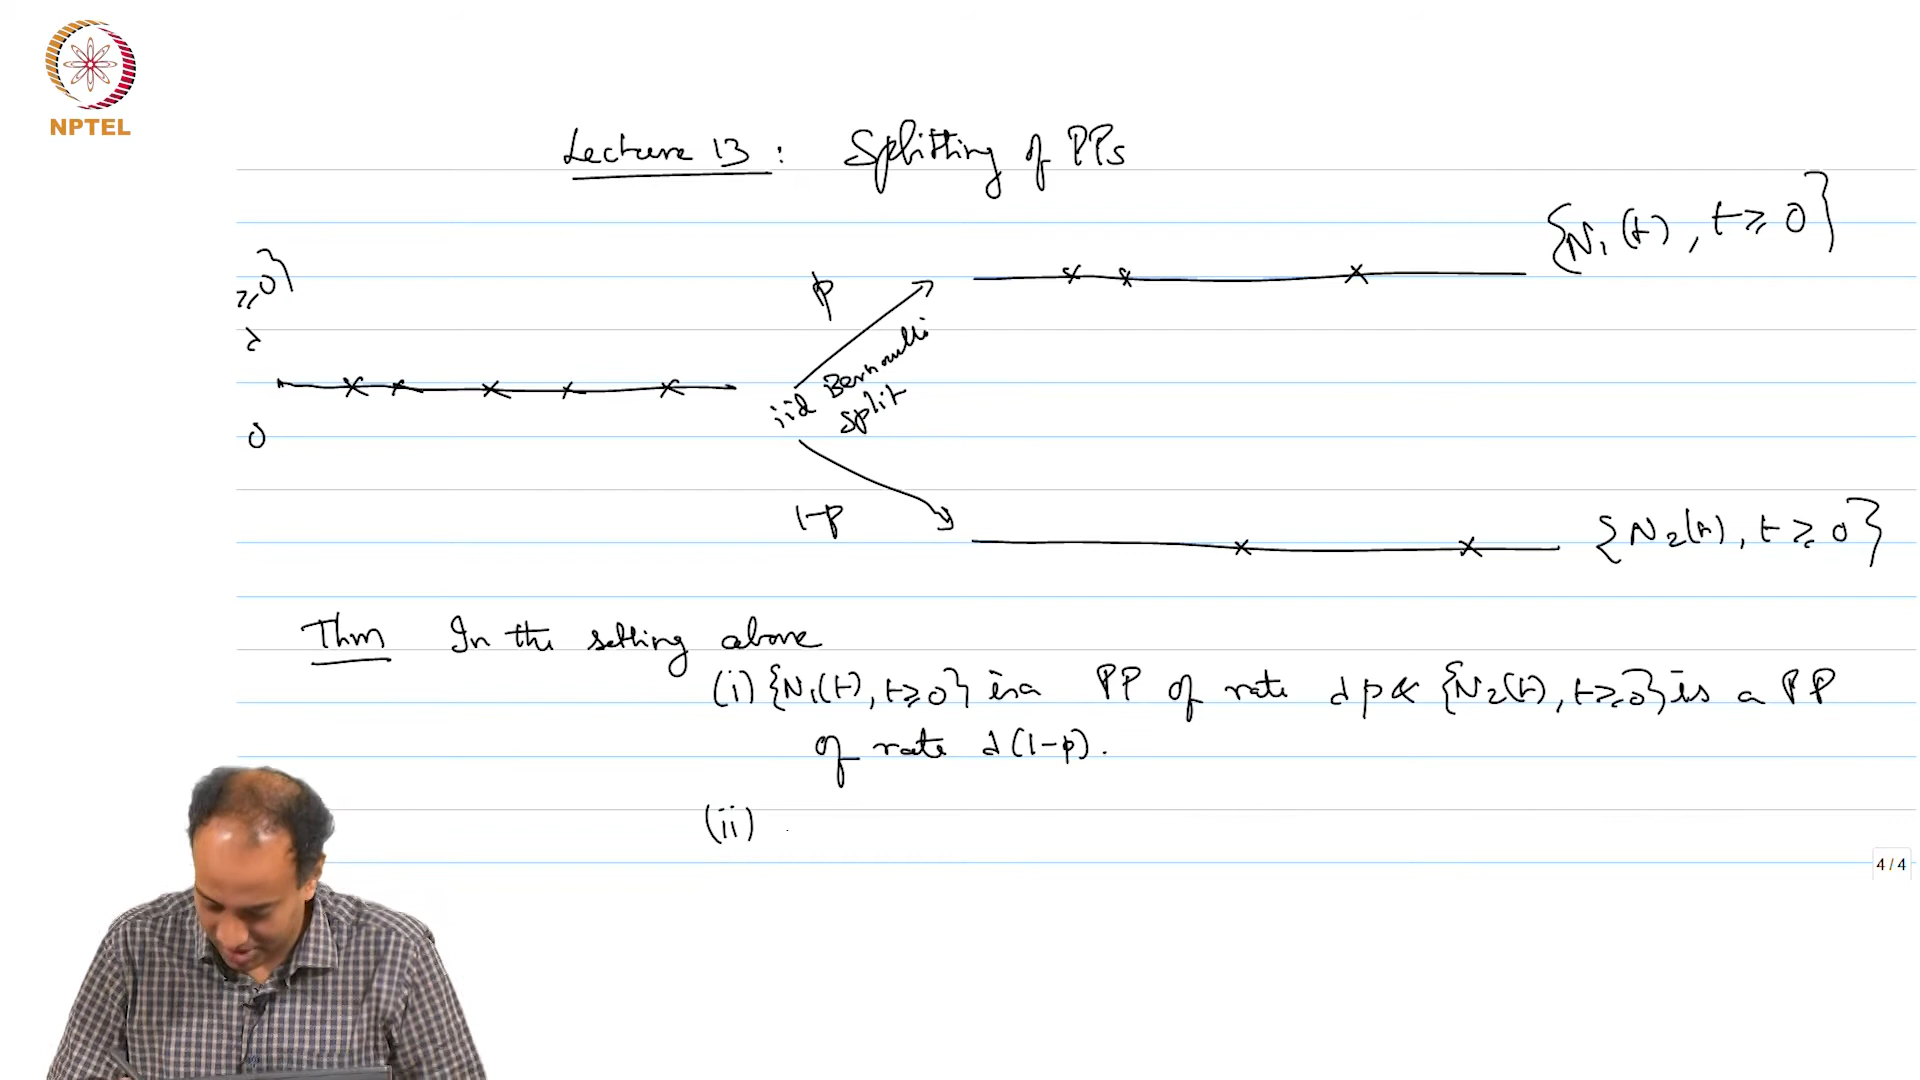 NPTEL
Lecture 13 : Splitting of PPs
{N₁(t), t ≥ 0}
≥ 0}
λ
p
iid Bernoulli
split
0
1-p
{N₂(t), t ≥ 0}
Thm In the setting above
(i) {N₁(t), t ≥ 0} is a PP of rate λp & {N₂(t), t ≥ 0} is a PP
of rate λ(1-p).
(ii)
4 / 4